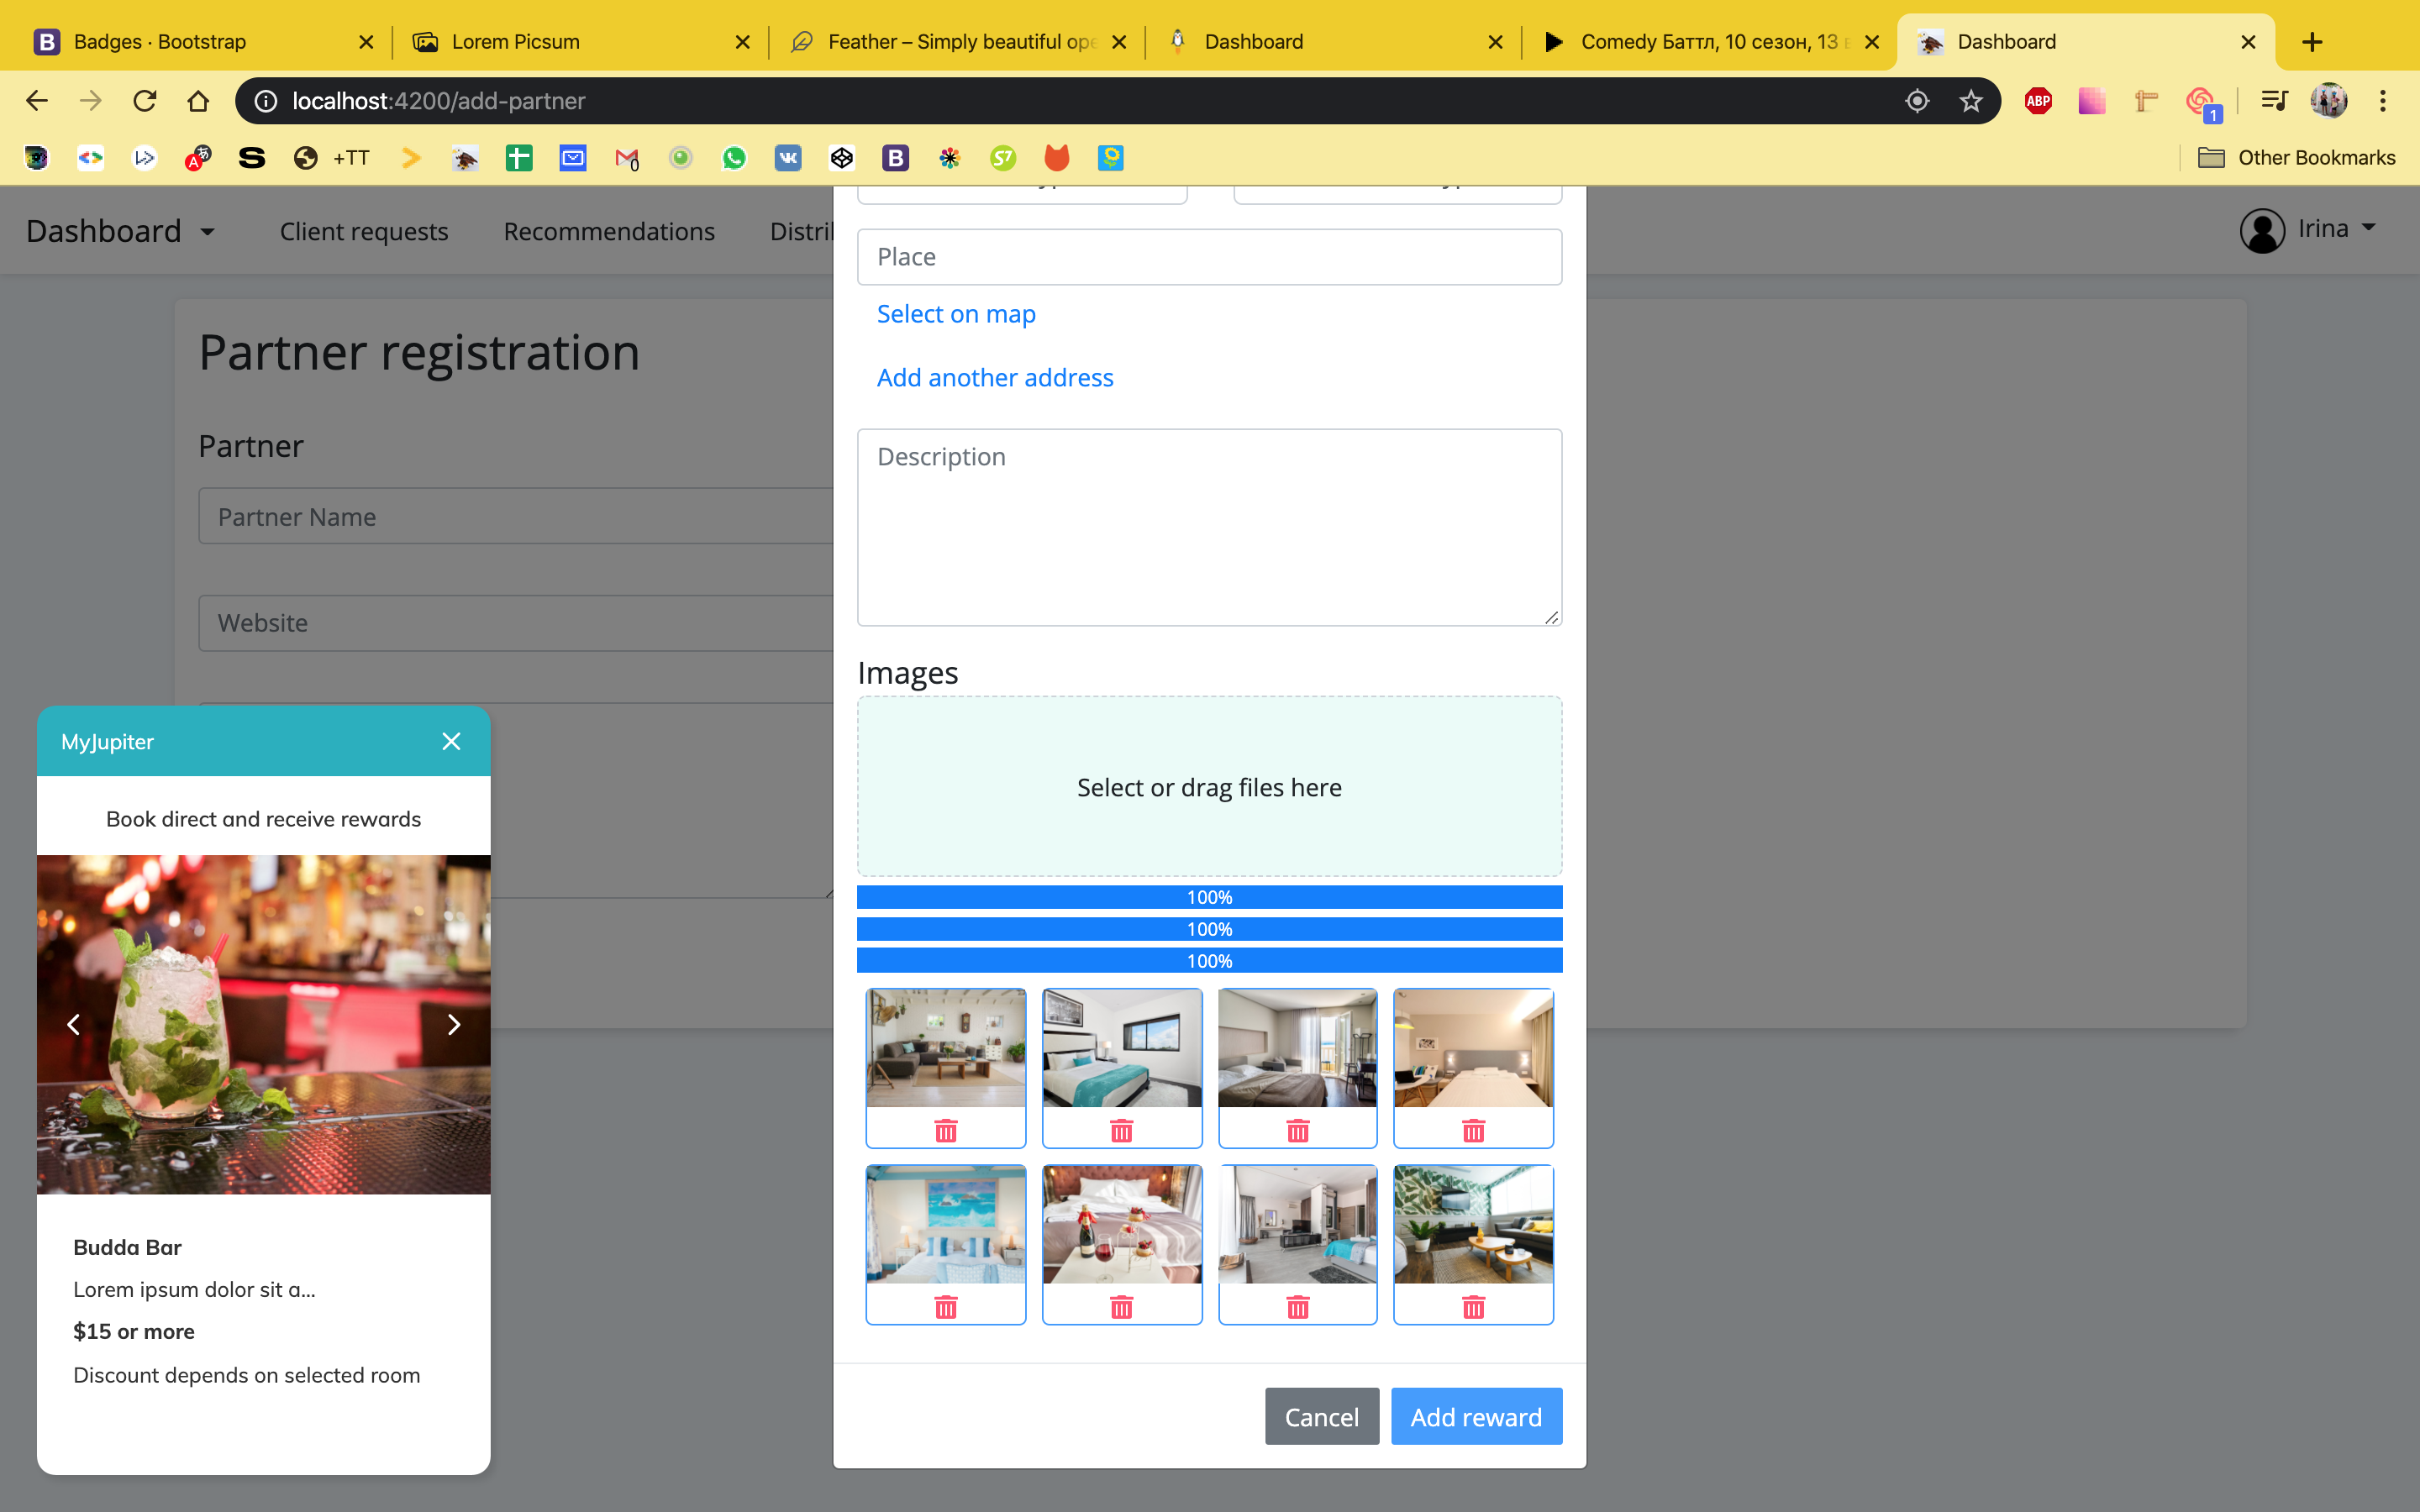 Badges · Bootstrap
Lorem Picsum
Feather – Simply beautiful ope
Dashboard
Comedy Баттл, 10 сезон, 13 в
Dashboard
localhost:4200/add-partner
ABP
1
+TT
Other Bookmarks
Dashboard
Client requests
Recommendations
Distril
Irina
Place
Select on map
Add another address
Description
Images
Select or drag files here
100%
100%
100%
Cancel
Add reward
Partner registration
Partner
Partner Name
Website
MyJupiter
Book direct and receive rewards
Budda Bar
Lorem ipsum dolor sit a...
$15 or more
Discount depends on selected room